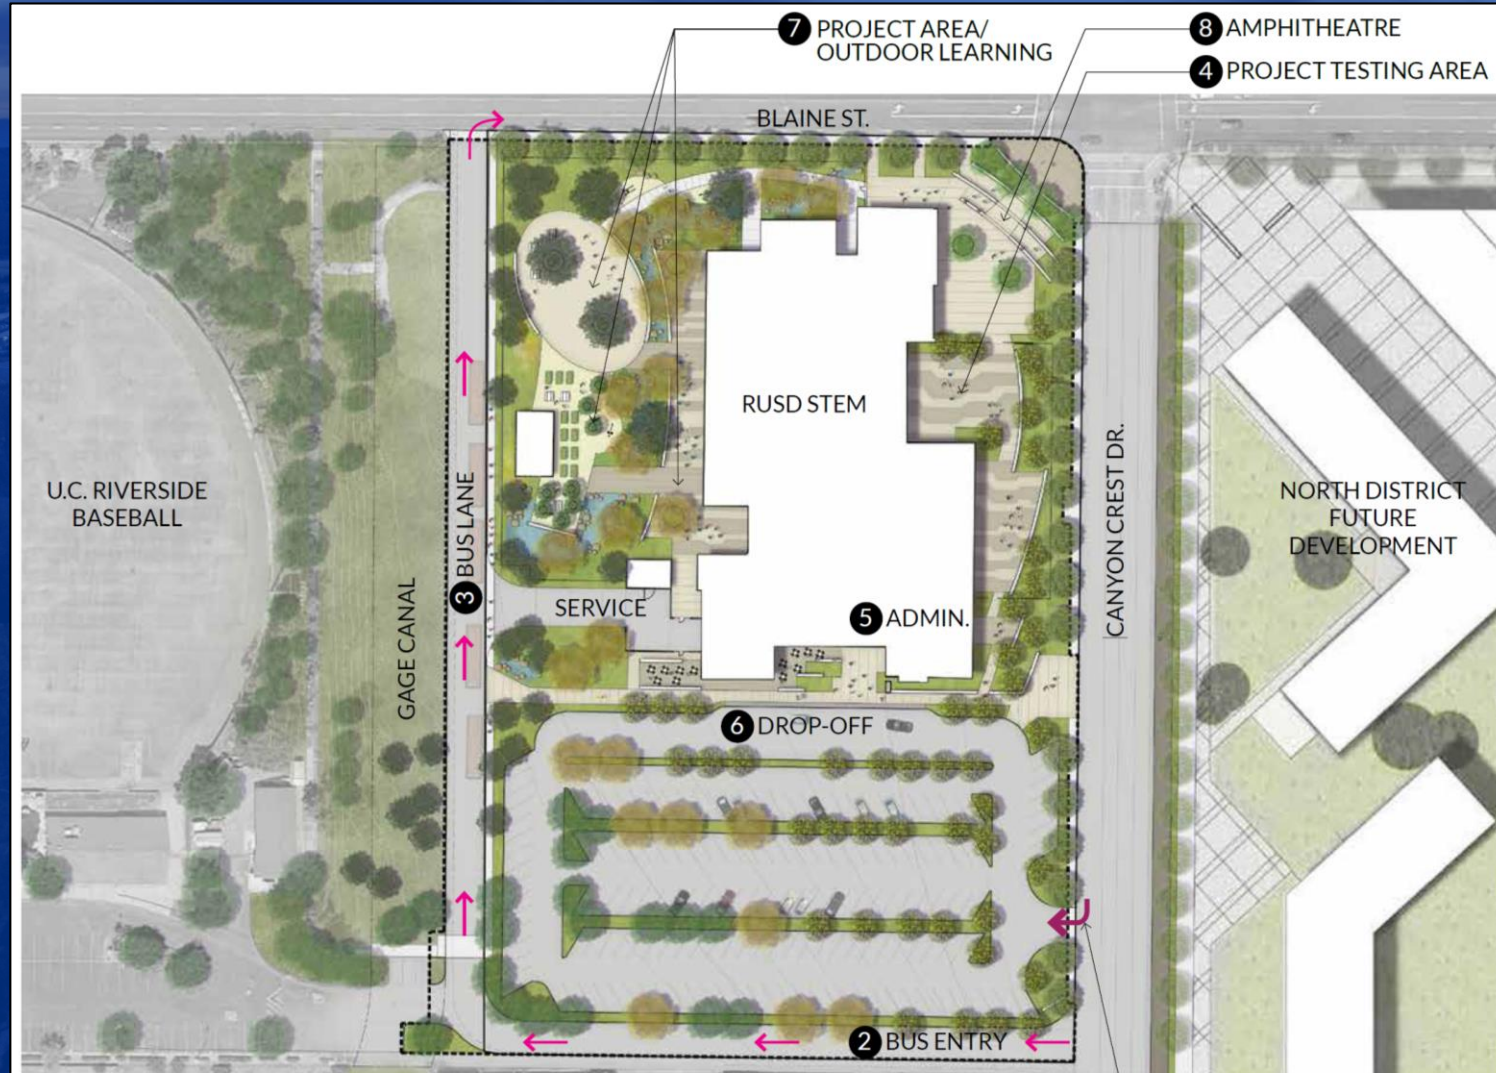 7 PROJECT AREA/
OUTDOOR LEARNING
8 AMPHITHEATRE
4 PROJECT TESTING AREA
BLAINE ST.
RUSD STEM
U.C. RIVERSIDE
BASEBALL
GAGE CANAL
3 BUS LANE
SERVICE
5 ADMIN.
CANYON CREST DR.
NORTH DISTRICT
FUTURE
DEVELOPMENT
6 DROP-OFF
2 BUS ENTRY